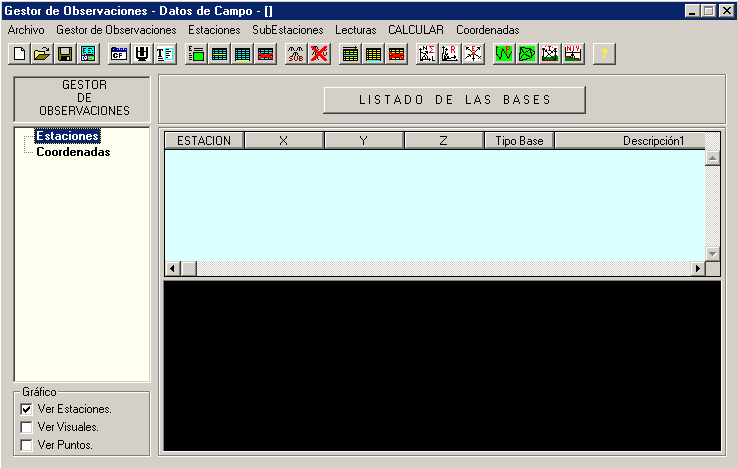 Gestor de Observaciones - Datos de Campo - []
Archivo Gestor de Observaciones Estaciones SubEstaciones Lecturas CALCULAR Coordenadas
GESTOR
DE
OBSERVACIONES
LISTADO DE LAS BASES
Estaciones
Coordenadas
ESTACION X Y Z Tipo Base Descripción1
Gráfico
Ver Estaciones.
Ver Visuales.
Ver Puntos.